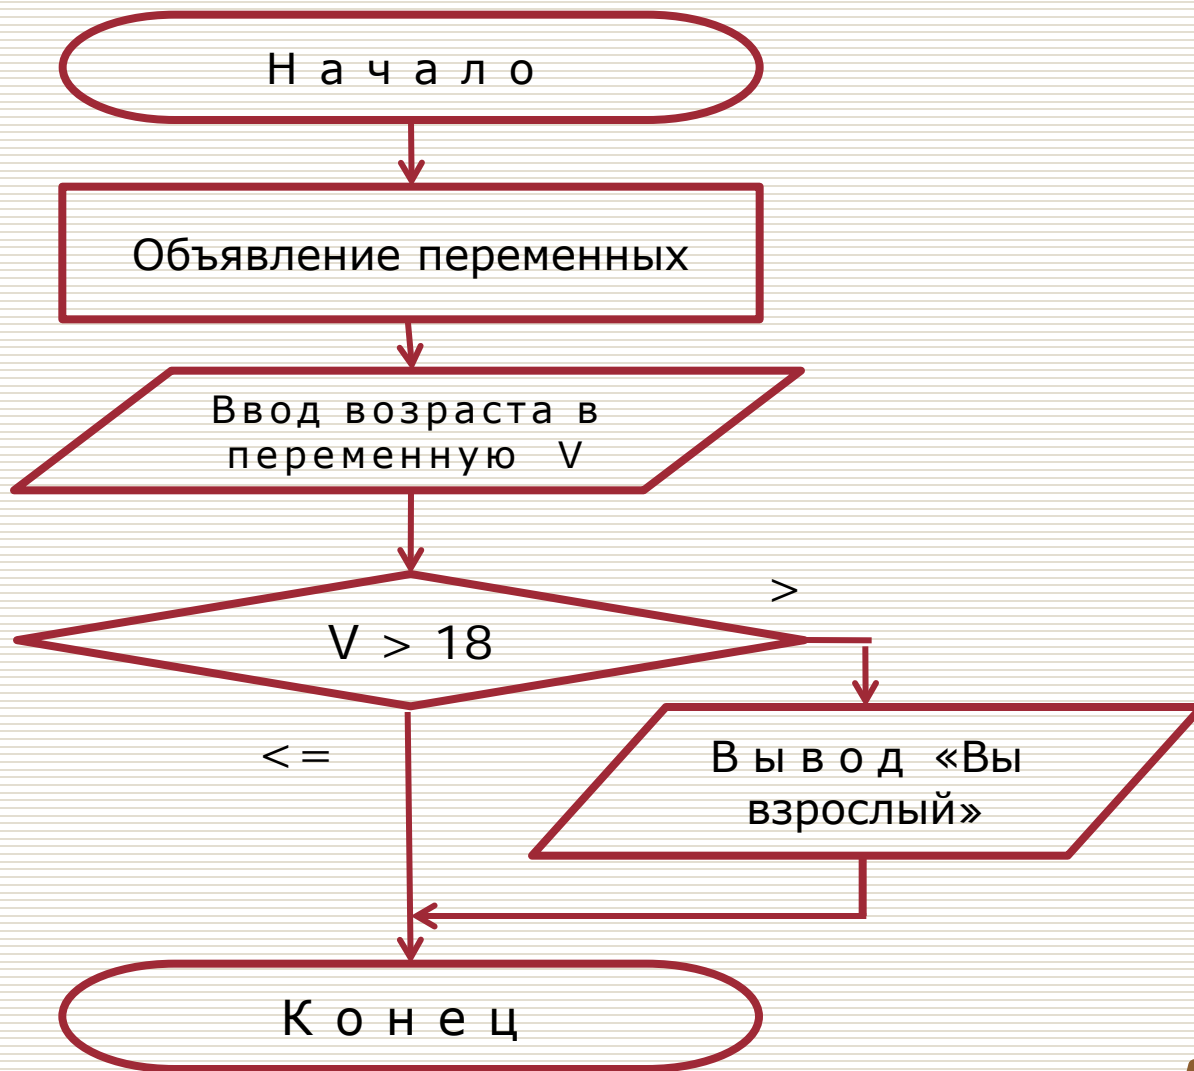 Начало
Объявление переменных
Ввод возраста в
переменную V
>
V > 18
<=
Вывод «Вы
взрослый»
Конец